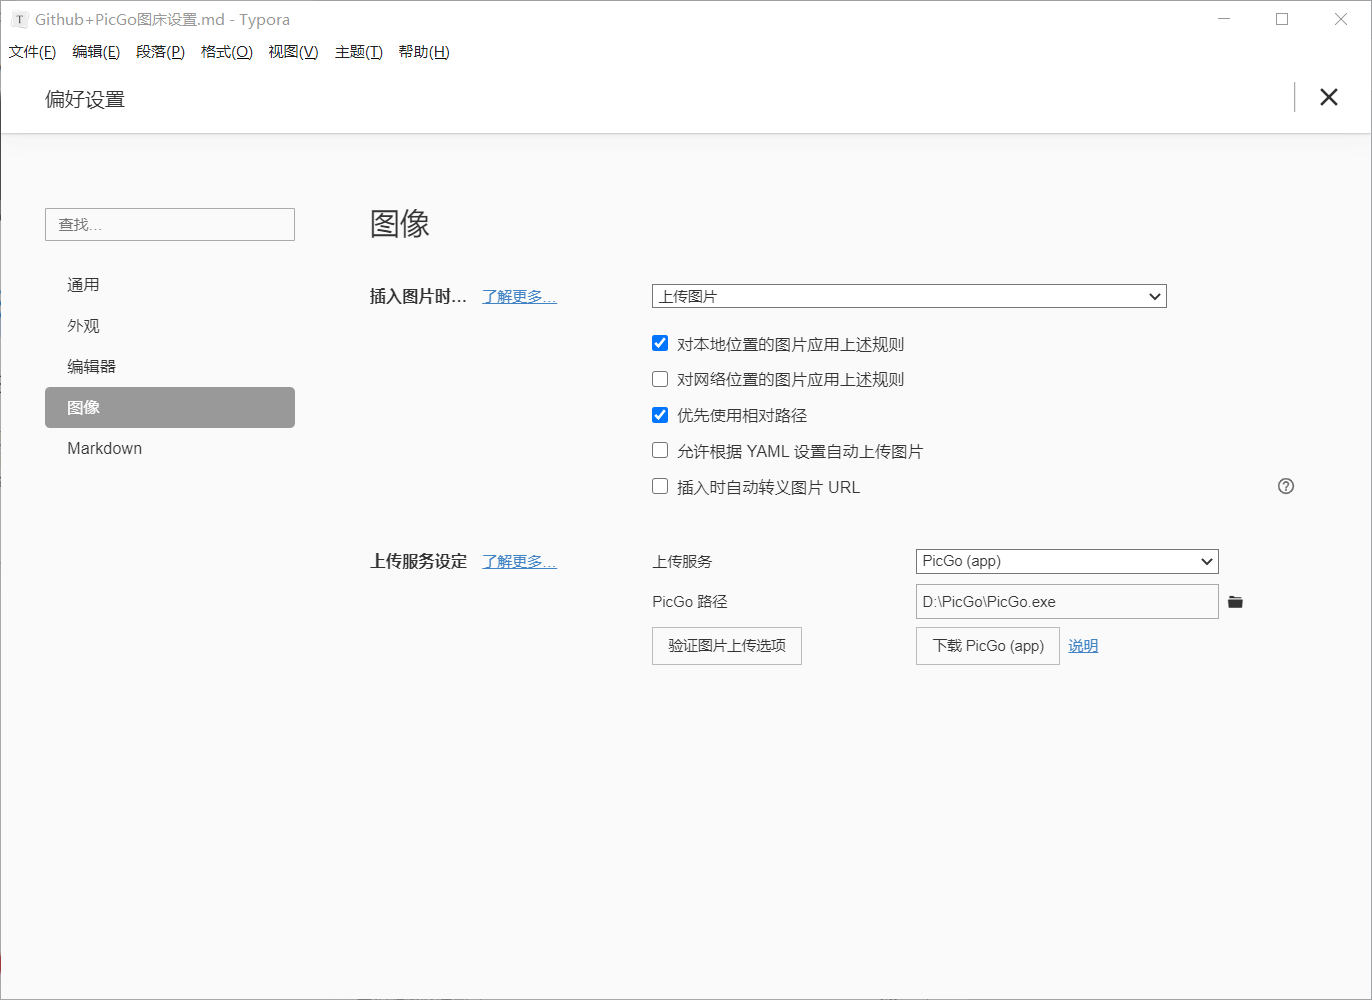 Github+PicGo图床设置.md - Typora
文件(F) 编辑(E) 段落(P) 格式(O) 视图(V) 主题(T) 帮助(H)
偏好设置
查找...
通用
外观
编辑器
图像
Markdown
图像
插入图片时... 了解更多... 上传图片
对本地位置的图片应用上述规则
对网络位置的图片应用上述规则
优先使用相对路径
允许根据 YAML 设置自动上传图片
插入时自动转义图片 URL
上传服务设定 了解更多... 上传服务 PicGo (app)
PicGo 路径 D:\PicGo\PicGo.exe
验证图片上传选项 下载 PicGo (app) 说明